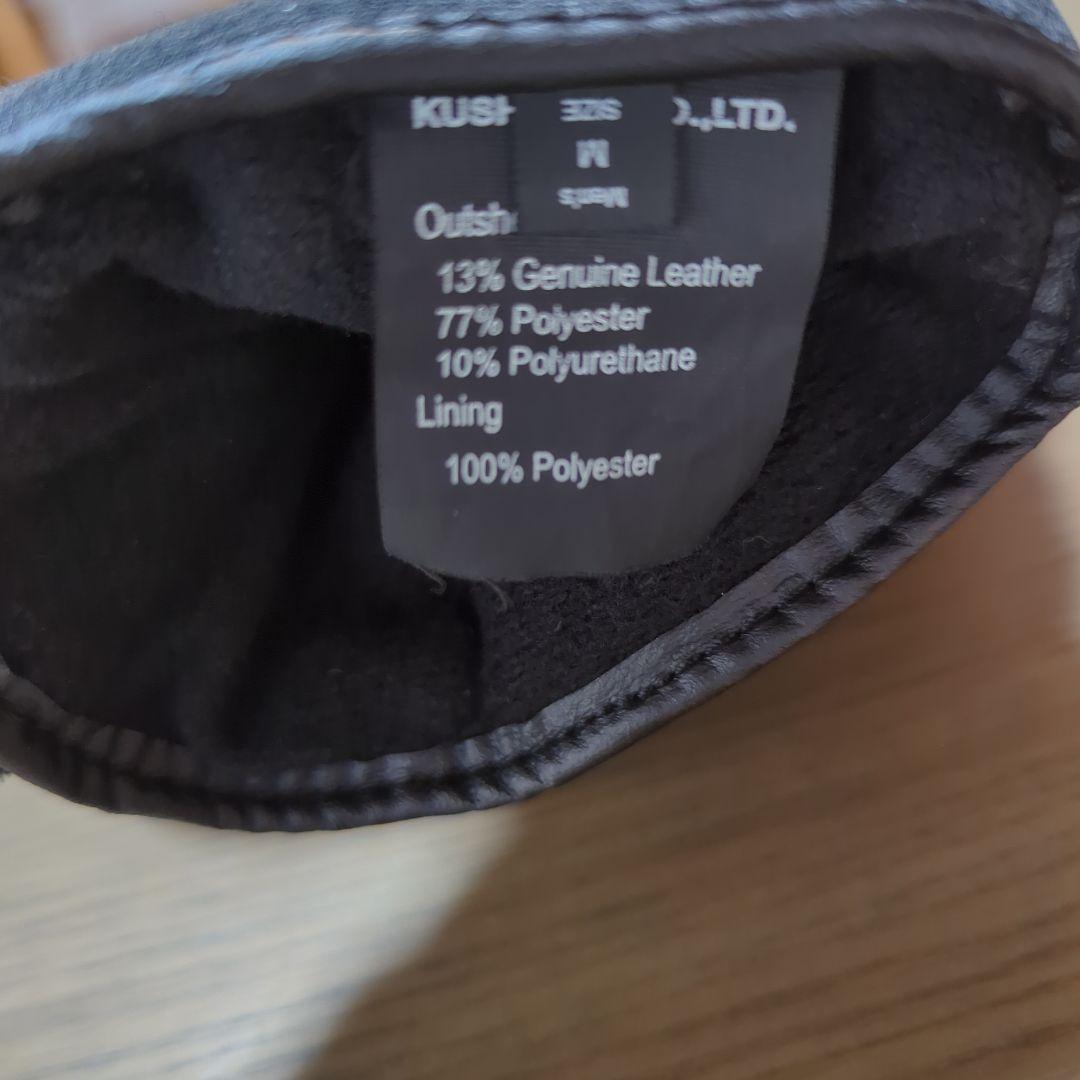 KUSH
O.,LTD.
SIZE
M
Men's
Outsh
13% Genuine Leather
77% Polyester
10% Polyurethane
Lining
100% Polyester